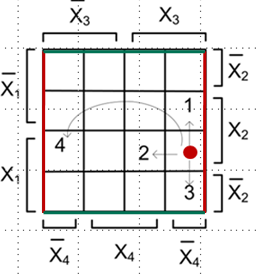 X̅₃ X₃
X̅₁ X̅₂
1
X₂
4 2
X₁
3 X̅₂
X̅₄ X₄ X̅₄